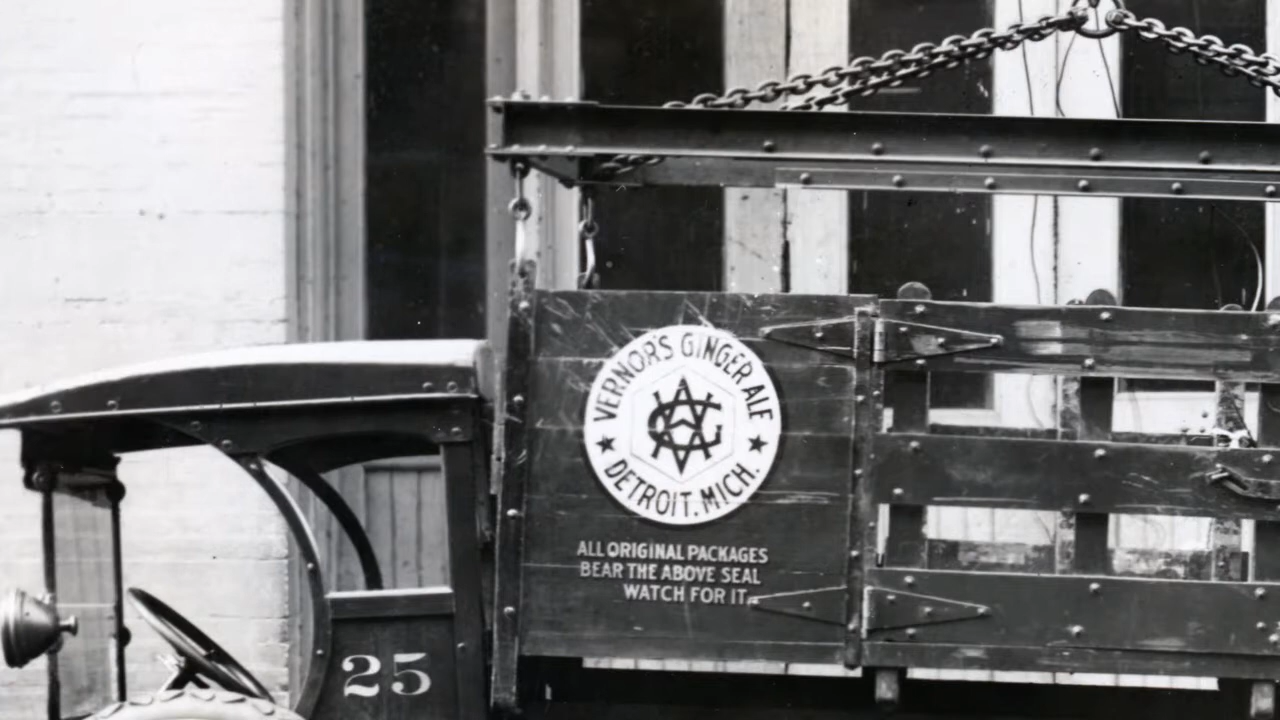 VERNOR'S GINGER ALE
DETROIT. MICH.
ALL ORIGINAL PACKAGES
BEAR THE ABOVE SEAL
WATCH FOR IT.
25